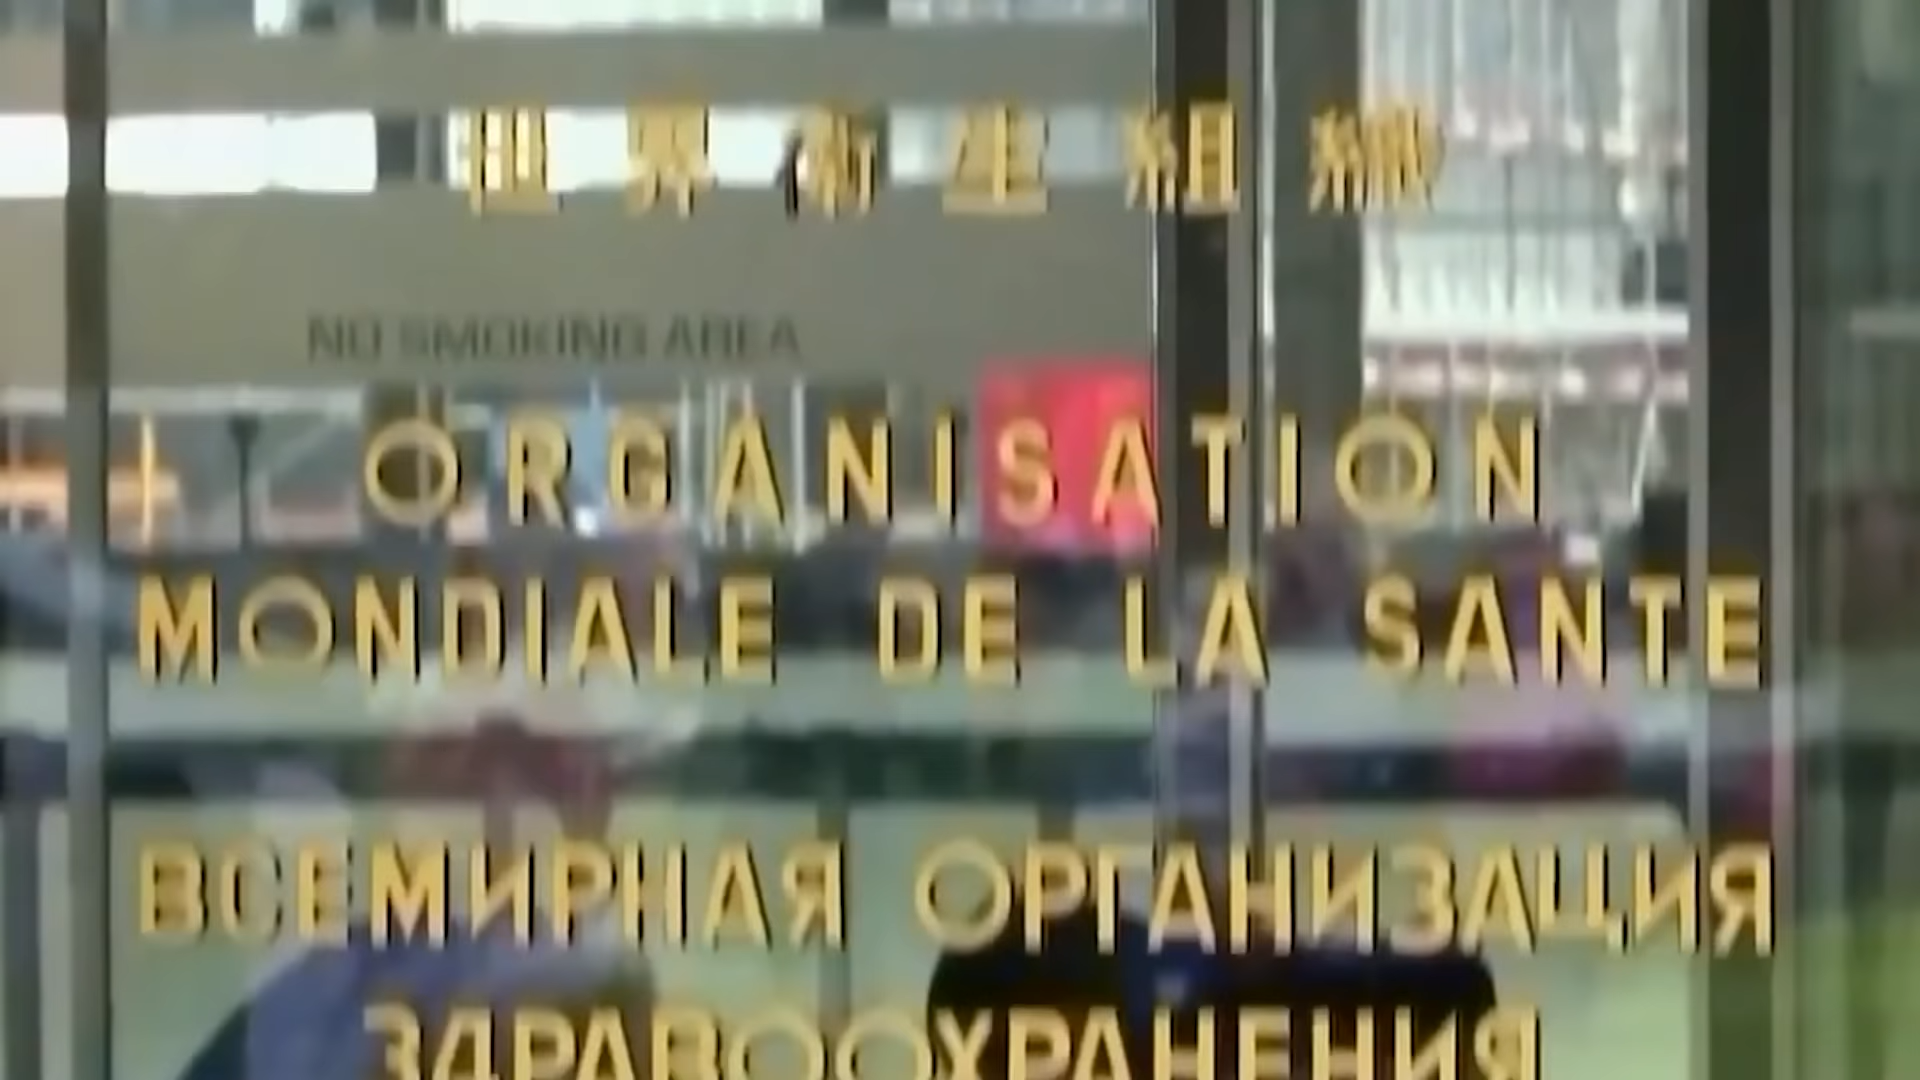 世界衛生組織
NO SMOKING AREA
ORGANISATION
MONDIALE DE LA SANTE
ВСЕМИРНАЯ ОРГАНИЗАЦИЯ
ЗДРАВООХРАНЕНИЯ